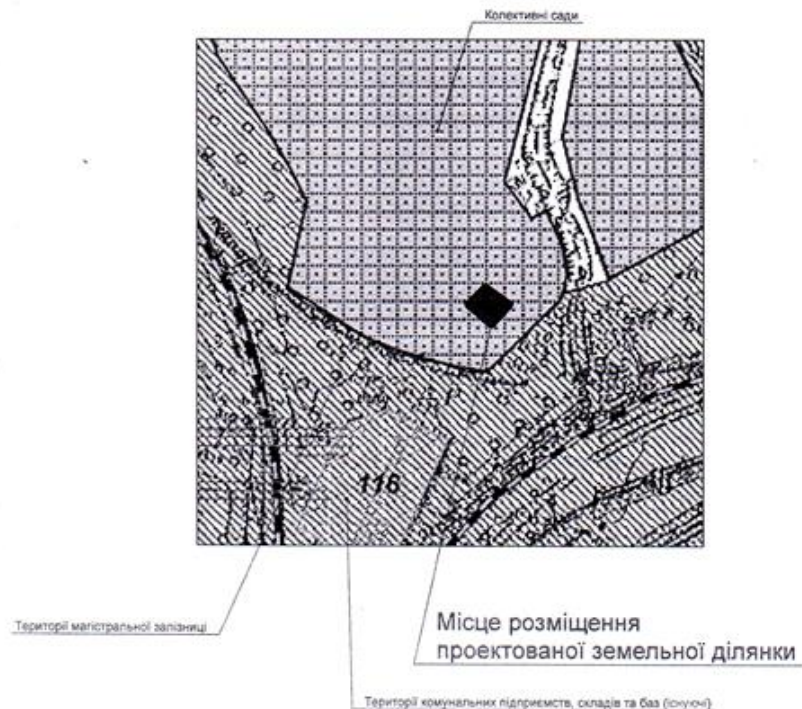 Колективні сади
116
Території магістральної залізниці
Місце розміщення
проектованої земельної ділянки
Території комунальних підприємств, складів та баз (існуючі)